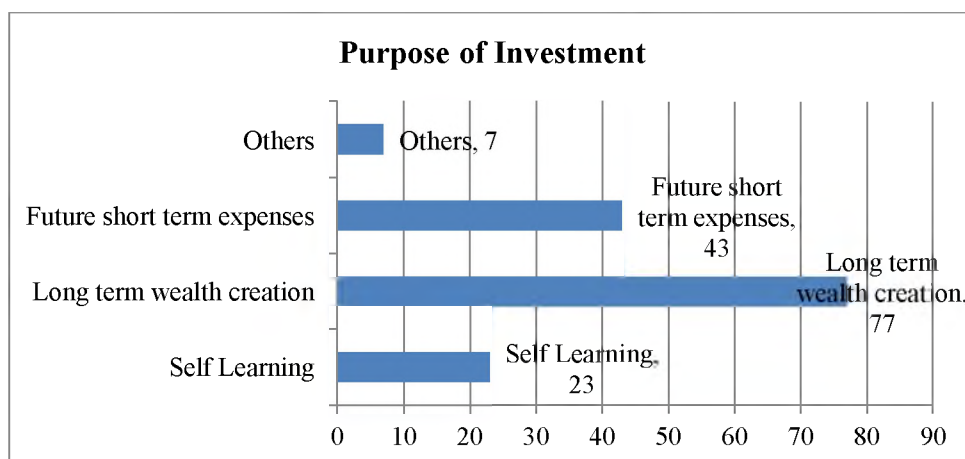 Purpose of Investment
Others
Others, 7
Future short term expenses
Future short
term expenses,
43
Long term wealth creation
Long term
wealth creation.
77
Self Learning
Self Learning,
23
0 10 20 30 40 50 60 70 80 90